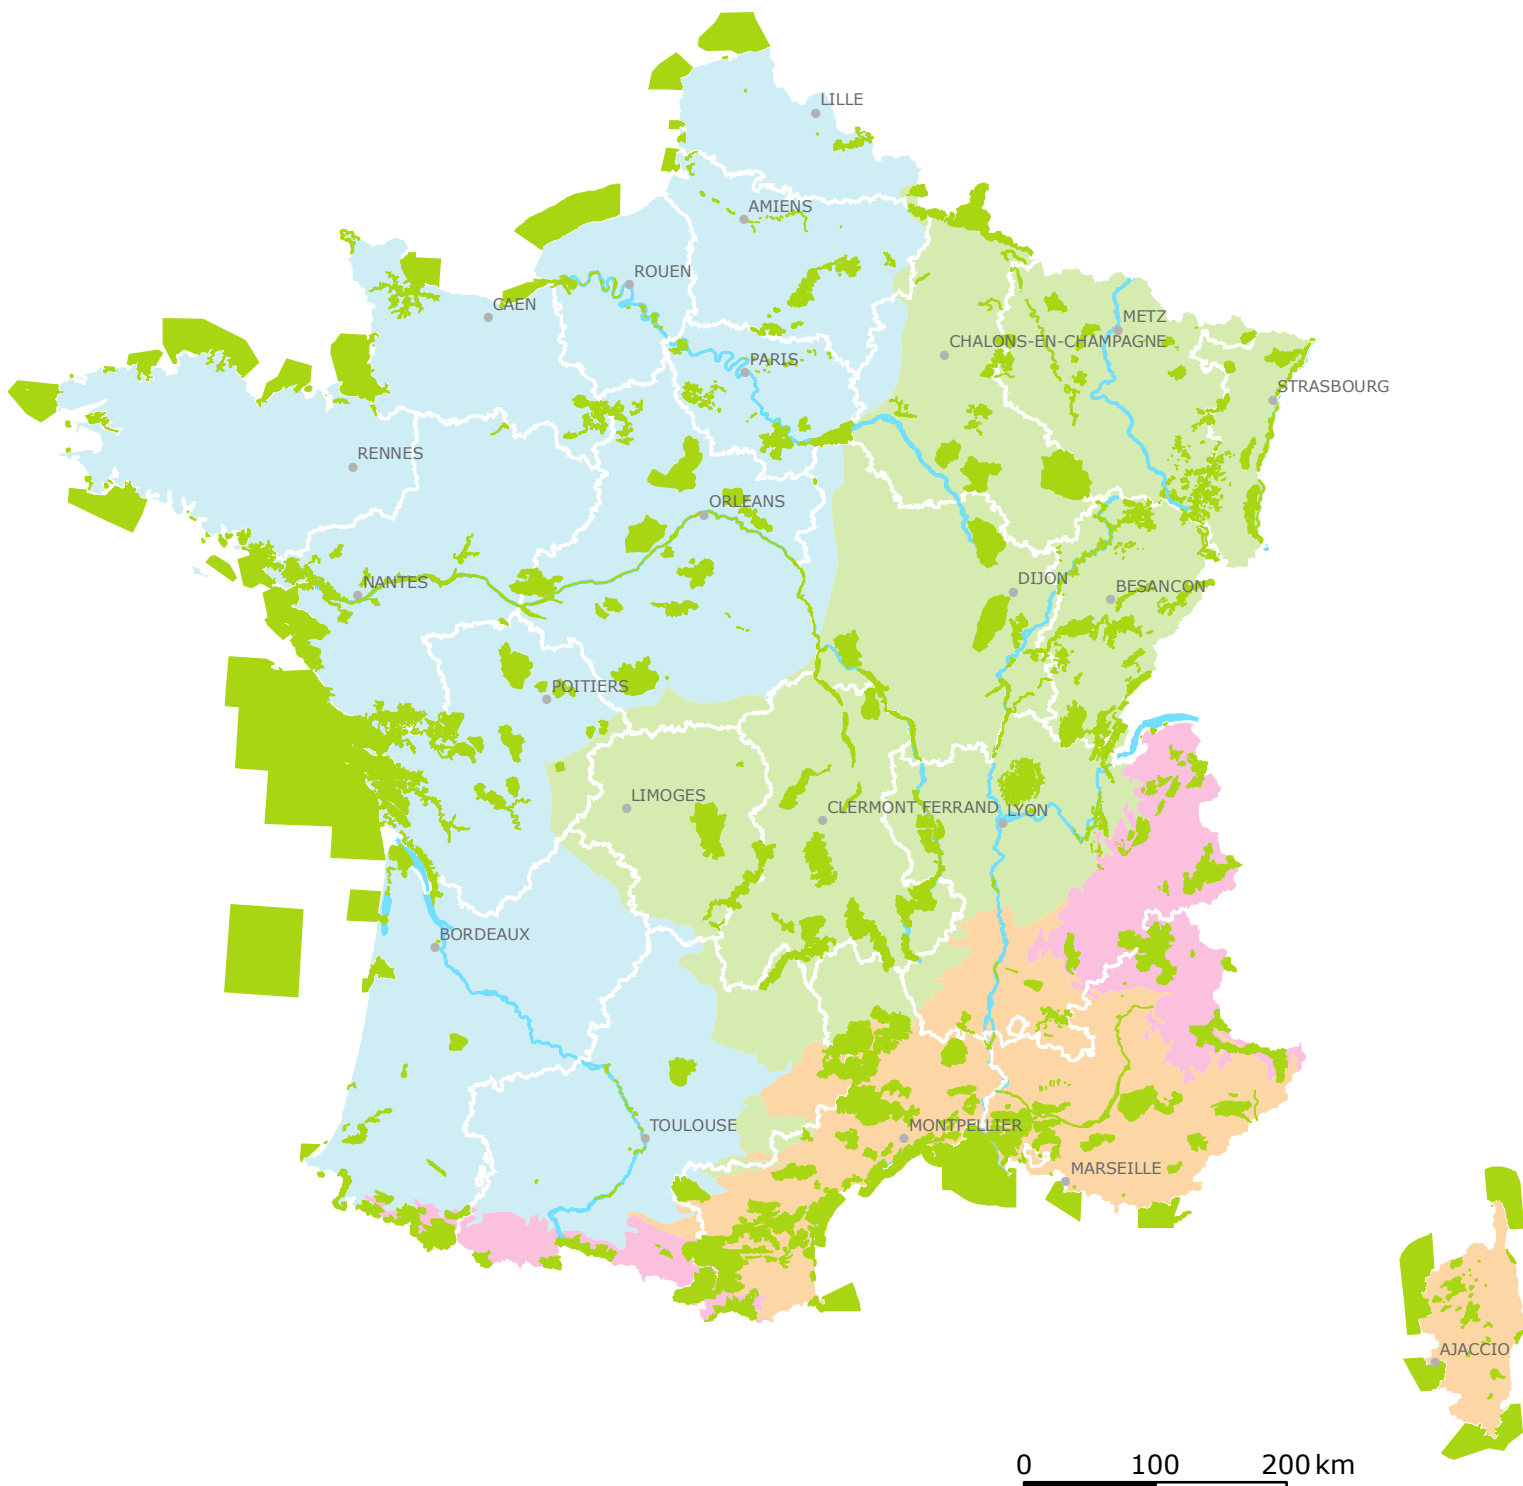 LILLE
AMIENS
ROUEN
CAEN
METZ
CHALONS-EN-CHAMPAGNE
PARIS
STRASBOURG
RENNES
ORLEANS
DIJON
NANTES
BESANCON
POITIERS
LIMOGES
CLERMONT FERRAND
LYON
BORDEAUX
TOULOUSE
MONTPELLIER
MARSEILLE
AJACCIO
0 100 200 km